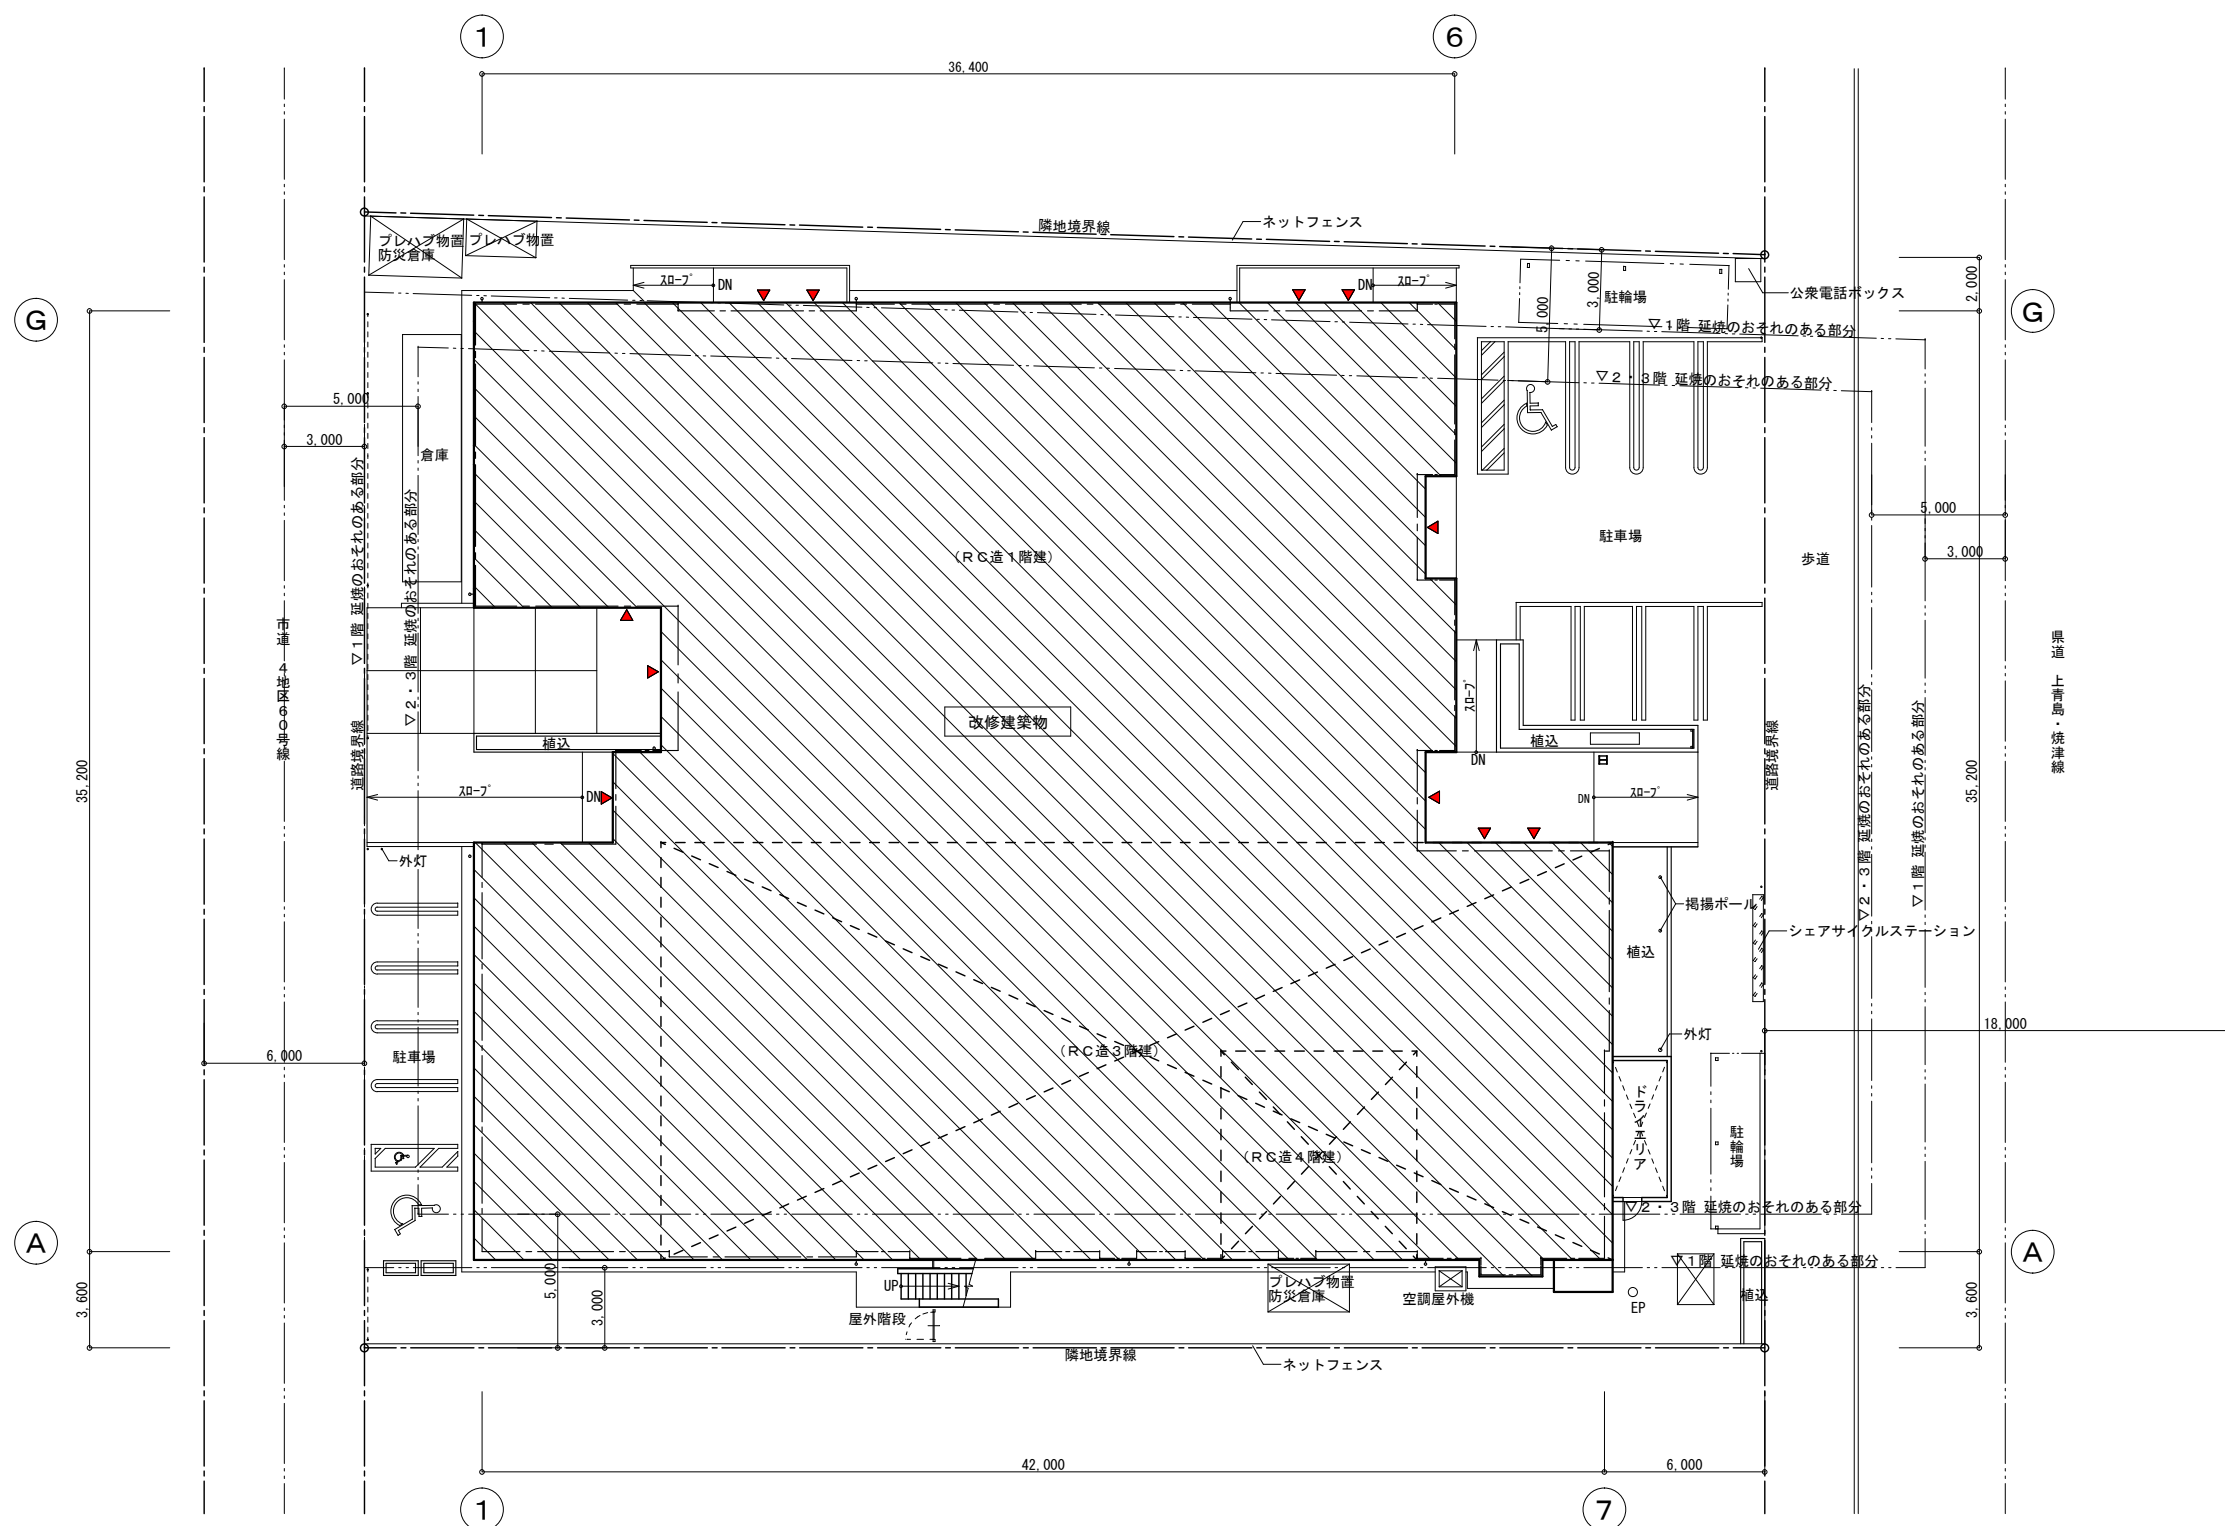 1
6
36,400
隣地境界線
ネットフェンス
プレハブ物置
防災倉庫
プレハブ物置
スロープ
DN
DN
スロープ
駐輪場
公衆電話ボックス
2,000
G
G
5,000
3,000
▽1階 延焼のおそれのある部分
▽2・3階 延焼のおそれのある部分
5,000
3,000
倉庫
▽1階 延焼のおそれのある部分
▽2・3階 延焼のおそれのある部分
(RC造1階建)
駐車場
歩道
5,000
3,000
市道 4地区60号線
県道 上青島・焼津線
道路境界線
道路境界線
改修建築物
植込
スロープ
植込
DN
スロープ
DN
DN
スロープ
35,200
35,200
▽2・3階 延焼のおそれのある部分
▽1階 延焼のおそれのある部分
外灯
掲揚ポール
シェアサイクルステーション
植込
18,000
外灯
6,000
駐車場
(RC造3階建)
ドライエリア
駐輪場
(RC造4階建)
▽2・3階 延焼のおそれのある部分
A
A
▽1階 延焼のおそれのある部分
5,000
3,000
UP
屋外階段
プレハブ物置
防災倉庫
空調屋外機
EP
植込
3,600
3,600
隣地境界線
ネットフェンス
42,000
6,000
1
7